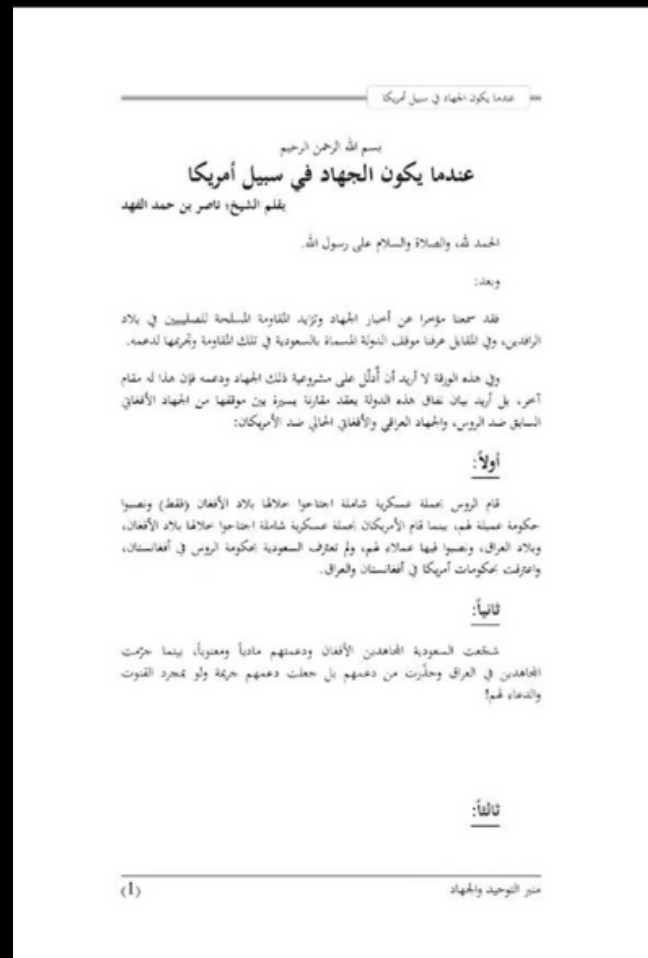 عندما يكون الجهاد في سبيل أمريكا
بسم الله الرحمن الرحيم
عندما يكون الجهاد في سبيل أمريكا
بقلم الشيخ؛ ناصر بن حمد الفهد
الحمد لله، والصلاة والسلام على رسول الله.
وبعد:
فقد سمعنا مؤخرا عن أخبار الجهاد وتزايد المقاومة المسلحة للصليبيين في بلاد
الرافدين، وفي المقابل عرفنا موقف الدولة المسماة بالسعودية في تلك المقاومة وتحريمها لدعمه.
وفي هذه الورقة لا أريد أن أدلّل على مشروعية ذلك الجهاد ودعمه فإن هذا له مقام
آخر، بل أريد بيان نفاق هذه الدولة بعقد مقارنة يسيرة بين موقفها من الجهاد الأفغاني
السابق ضد الروس، والجهاد العراقي والأفغاني الحالي ضد الأمريكان:
أولاً:
قام الروس بحملة عسكرية شاملة اجتاحوا خلالها بلاد الأفغان (فقط) ونصبوا
حكومة عميلة لهم، بينما قام الأمريكان بحملة عسكرية شاملة اجتاحوا خلالها بلاد الأفغان،
وبلاد العراق، ونصبوا فيها عملاء لهم، ولم تعترف السعودية بحكومة الروس في أفغانستان،
واعترفت بحكومات أمريكا في أفغانستان والعراق.
ثانياً:
شجّعت السعودية المجاهدين الأفغان ودعمتهم مادياً ومعنوياً، بينما جرّمت
المجاهدين في العراق وحذّرت من دعمهم بل جعلت دعمهم جريمة ولو بمجرد القنوت
والدعاء لهم!
ثالثاً:
منبر التوحيد والجهاد
(1)